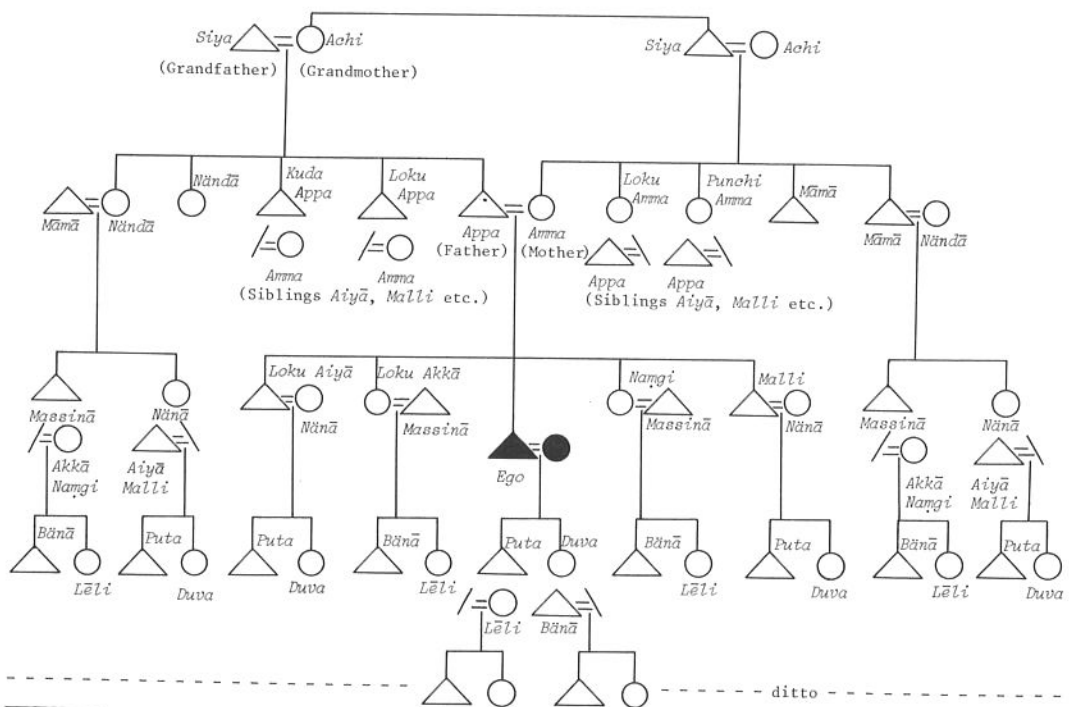 Siya Achi Siya Achi
(Grandfather) (Grandmother)
Kuda Loku Loku Punchi
Nändā Appa Appa Amma Amma Māmā
Māmā Nändā Appa Amma Māmā Nändā
(Father) (Mother)
Amma Amma Appa Appa
(Siblings Aiyā, Malli etc.) (Siblings Aiyā, Malli etc.)
Loku Aiyā Loku Akkā Naṃgi Malli
Massinā Nänā Nänā Massinā Massinā Nänā Massinā Nänā
Ego
Akkā Aiyā Akkā Aiyā
Naṃgi Malli Naṃgi Malli
Bänā Puta Puta Bänā Puta Duva Bänā Puta Bänā Puta
Lēli Duva Duva Lēli Lēli Duva Lēli Duva
Lēli Bänā
ditto